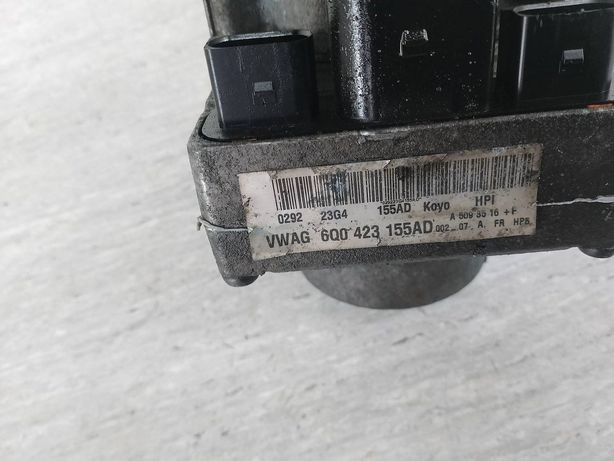 0292 23G4 155AD Koyo HPI
A 509 35 16 +F
VWAG 6Q0 423 155AD 002 07 A. FR HPS